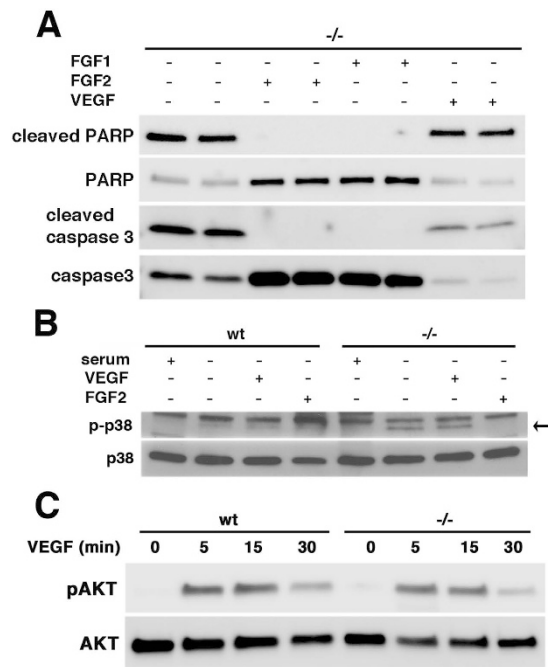 A
-/-
FGF1 – – – – + + – –
FGF2 – – + + – – – –
VEGF – – – – – – + +
cleaved PARP
PARP
cleaved
caspase 3
caspase3
B
wt -/-
serum + – – – + – – –
VEGF – – + – – – + –
FGF2 – – – + – – – +
p-p38 ←
p38
C
wt -/-
VEGF (min) 0 5 15 30 0 5 15 30
pAKT
AKT